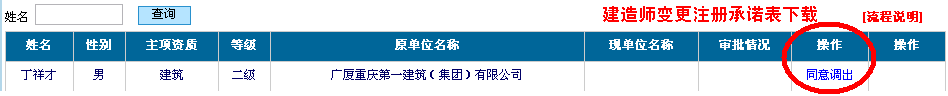 姓名 查询 建造师变更注册承诺表下载 [流程说明]
姓名 性别 主项资质 等级 原单位名称 现单位名称 审批情况 操作 操作
丁祥才 男 建筑 二级 广厦重庆第一建筑（集团）有限公司 同意调出